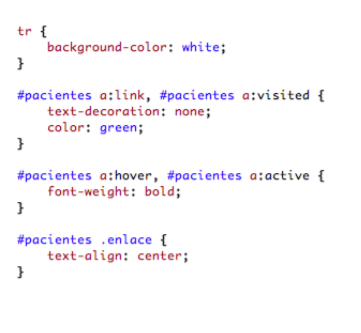 tr {
    background-color: white;
}

#pacientes a:link, #pacientes a:visited {
    text-decoration: none;
    color: green;
}

#pacientes a:hover, #pacientes a:active {
    font-weight: bold;
}

#pacientes .enlace {
    text-align: center;
}